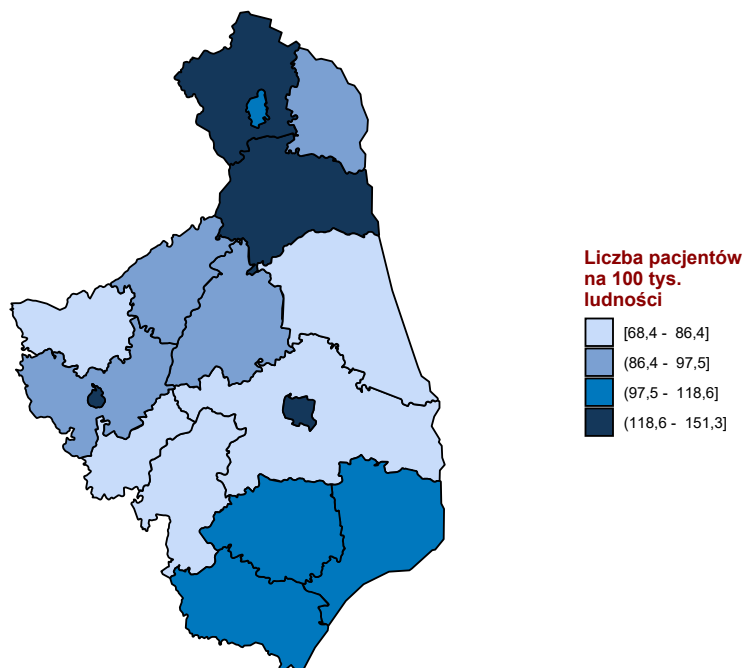 Liczba pacjentów
na 100 tys.
ludności
[68,4 - 86,4]
(86,4 - 97,5]
(97,5 - 118,6]
(118,6 - 151,3]